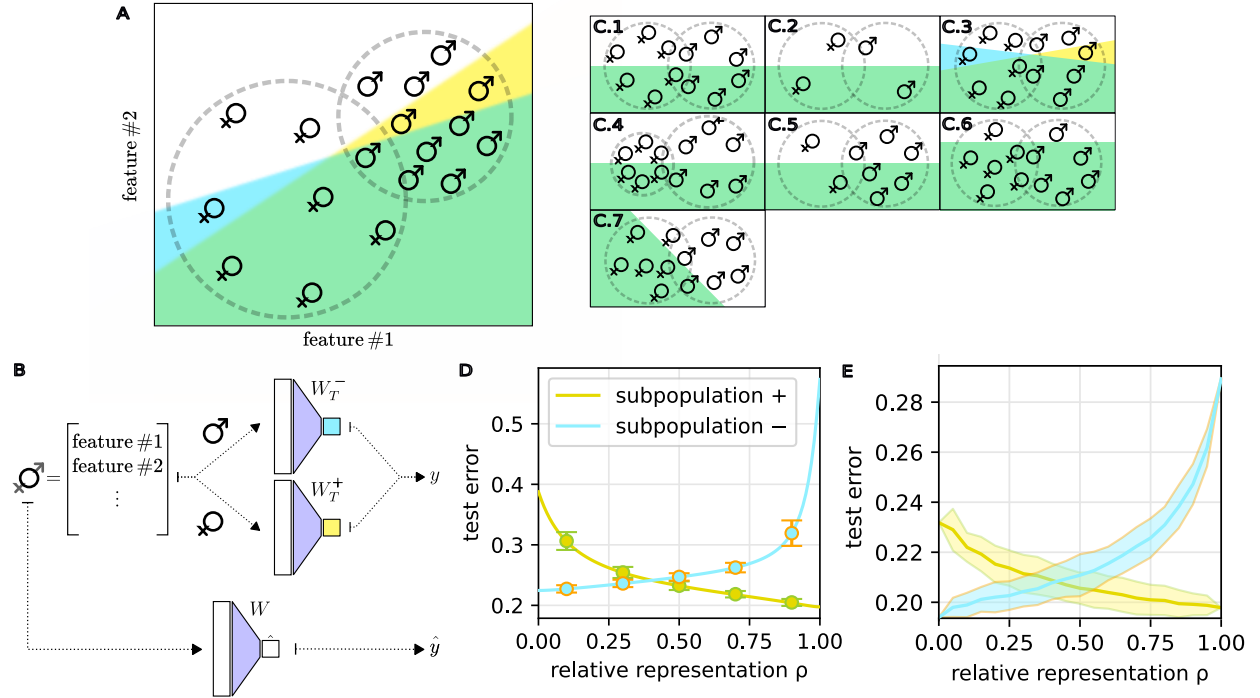 A
feature #2
feature #1
C.1
C.2
C.3
C.4
C.5
C.6
C.7
B
feature #1
feature #2
⋮
=
W_T^-
W_T^+
y
W
^
ŷ
D
subpopulation +
subpopulation −
test error
0.5
0.4
0.3
0.2
0.00 0.25 0.50 0.75 1.00
relative representation ρ
E
test error
0.28
0.26
0.24
0.22
0.20
0.00 0.25 0.50 0.75 1.00
relative representation ρ